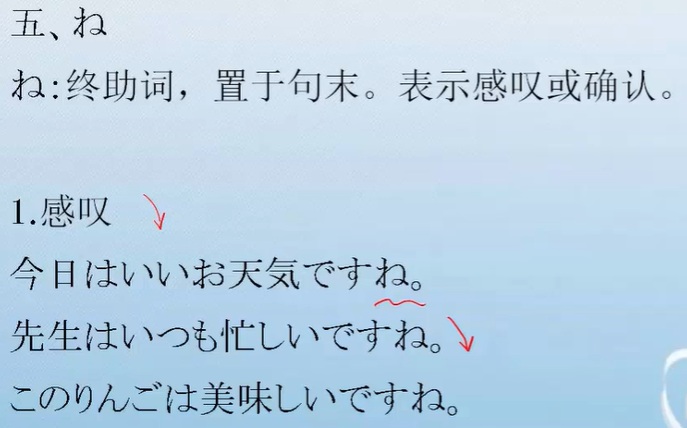 五、ね
ね:终助词，置于句末。表示感叹或确认。
1.感叹
今日はいいお天気ですね。
先生はいつも忙しいですね。
このりんごは美味しいですね。